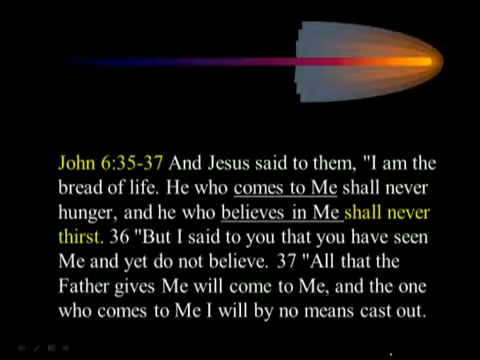 John 6:35-37 And Jesus said to them, "I am the
bread of life. He who comes to Me shall never
hunger, and he who believes in Me shall never
thirst. 36 "But I said to you that you have seen
Me and yet do not believe. 37 "All that the
Father gives Me will come to Me, and the one
who comes to Me I will by no means cast out.